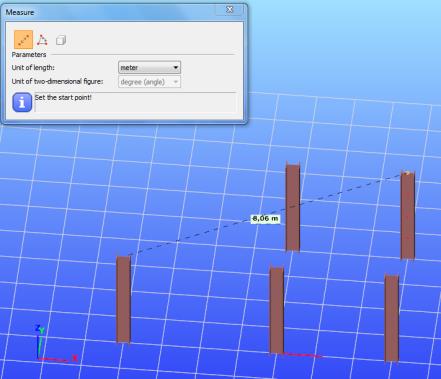 Measure
Parameters
Unit of length: meter
Unit of two-dimensional figure: degree (angle)
Set the start point!
8,06 m
Z
Y
X